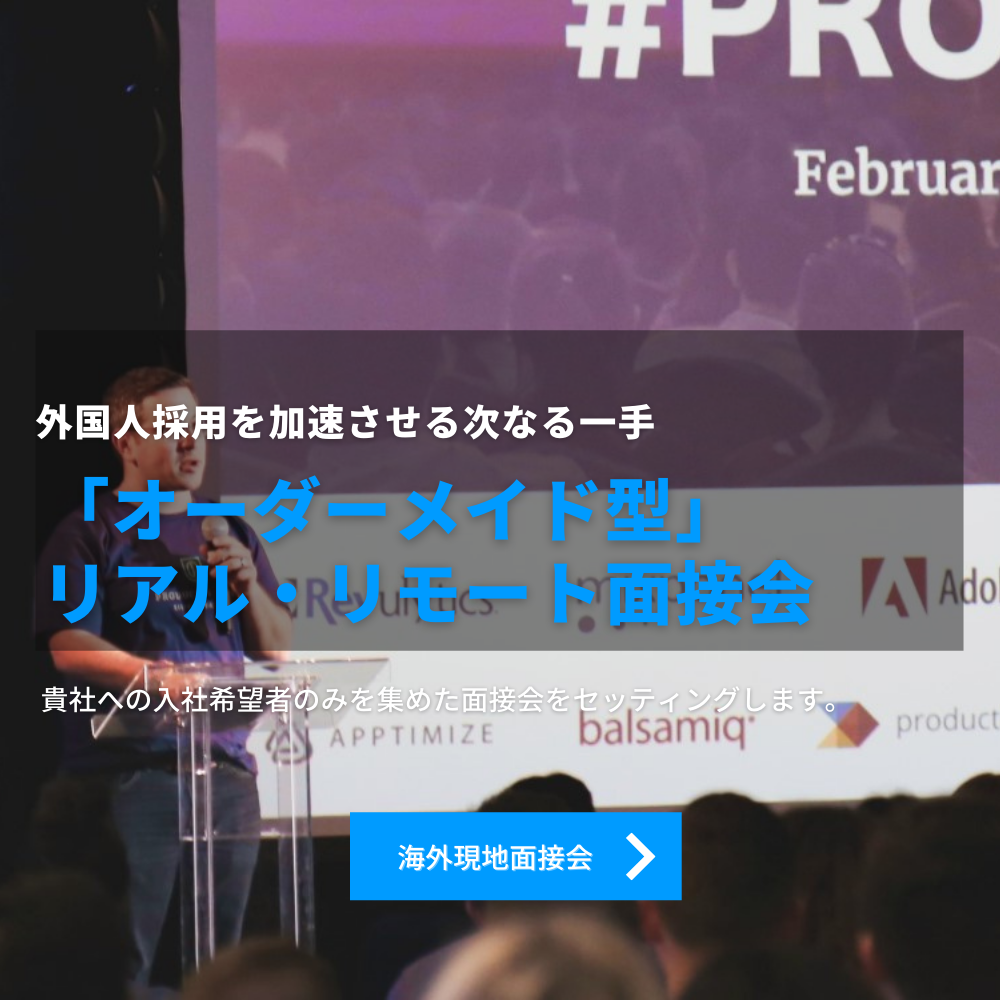 #PRO
Februar
外国人採用を加速させる次なる一手
「オーダーメイド型」
リアル・リモート面接会
Revulytics
Ado
貴社への入社希望者のみを集めた面接会をセッティングします。
APPTIMIZE
balsamiq
product
海外現地面接会